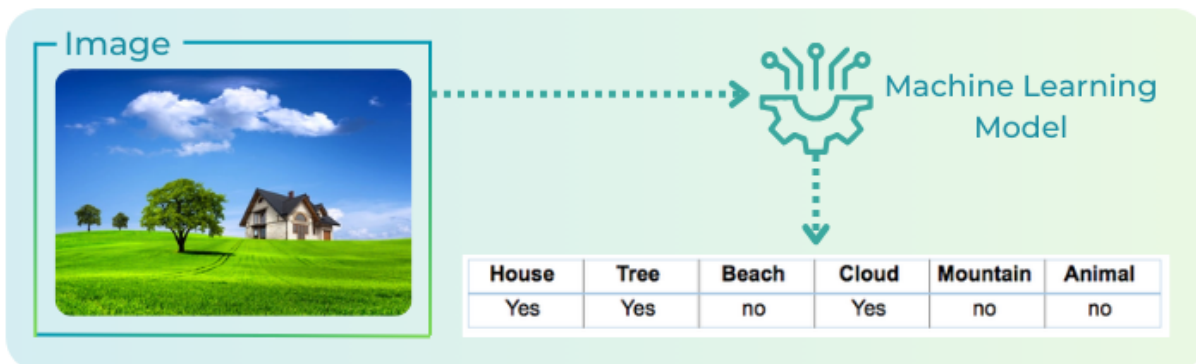 Image
Machine Learning
Model
House Tree Beach Cloud Mountain Animal
Yes Yes no Yes no no